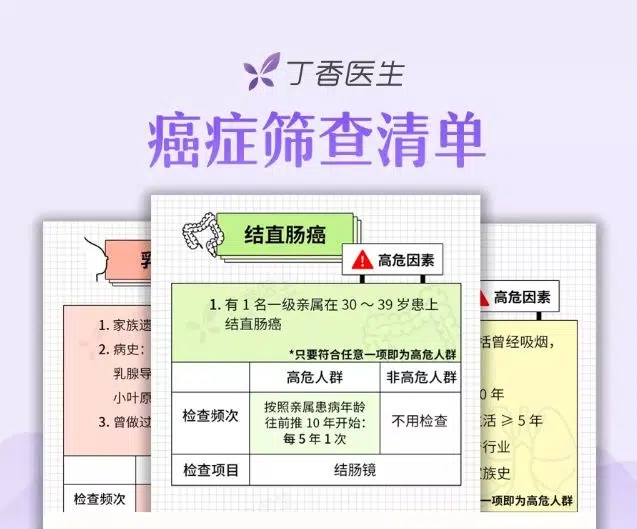 丁香医生
癌症筛查清单
结直肠癌
高危因素
1. 有 1 名一级亲属在 30 ～ 39 岁患上
结直肠癌
*只要符合任意一项即为高危人群
高危人群
非高危人群
检查频次
按照亲属患病年龄
往前推 10 年开始：
每 5 年 1 次
不用检查
检查项目
结肠镜
1. 家族遗
2. 病史：
乳腺导
小叶原
3. 曾做过
检查频次
高危因素
括曾经吸烟，
0 年
生活 ≥ 5 年
行业
家族史
一项即为高危人群